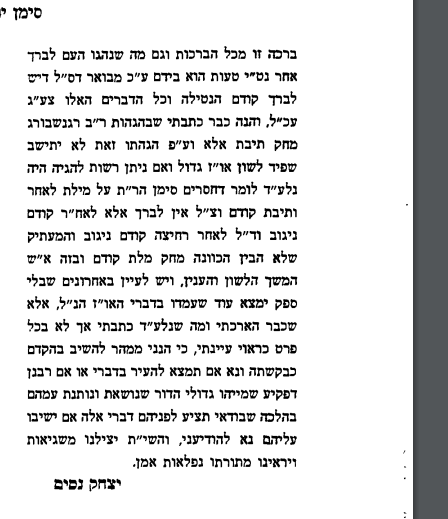 סימן י
ברכה זו מכל הברכות וגם מה שנהגו העם לברך
אחר נט״י טעות הוא בידם ע״כ מבואר דס״ל דיש
לברך קודם הנטילה וכל הדברים האלו צע״ג
עכ״ל, והנה כבר כתבתי שבהגהות ר״ב רגנשבורג
מחק תיבת אלא וע״פ הגהתו זאת לא יתישב
שפיר לשון או״ז גדול ואם ניתן רשות להגיה היה
נלע״ד לומר דחסרים סימן הר״ת על מילת לאחר
ותיבת קודם וצ״ל אין לברך אלא לאח״ר קודם
ניגוב וד״ל לאחר רחיצה קודם ניגוב והמעתיק
שלא הבין הכוונה מחק מלת קודם ובזה א״ש
המשך הלשון והענין, ויש לעיין באחרונים שבלי
ספק ימצא עוד שעמדו בדברי האו״ז הנ״ל, אלא
שכבר הארכתי ומה שנלע״ד כתבתי אך לא בכל
פרט כראוי עיינתי, כי הנני ממהר להשיב בהקדם
כבקשתה ונא אם תמצא להעיר בדברי או אם רבנן
דפקיע שמייהו גדולי הדור שנושאת ונותנת עמהם
בהלכה שבודאי תציע לפניהם דברי אלה אם ישיבו
עליהם נא להודיעני, והשי״ת יצילנו משגיאות
ויראינו מתורתו נפלאות אמן.
יצחק נסים